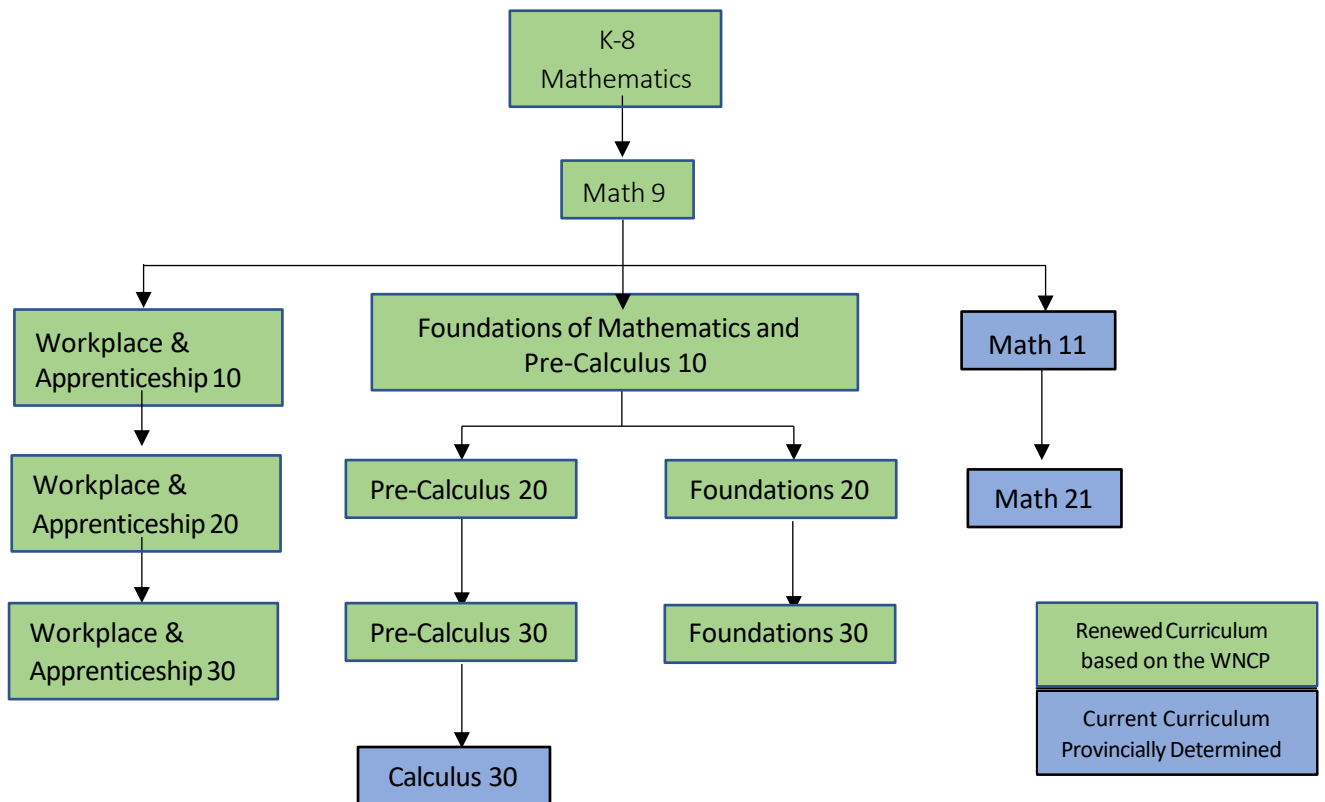 K-8
Mathematics
Math 9
Workplace &
Apprenticeship 10
Foundations of Mathematics and
Pre-Calculus 10
Math 11
Workplace &
Apprenticeship 20
Pre-Calculus 20
Foundations 20
Math 21
Workplace &
Apprenticeship 30
Pre-Calculus 30
Foundations 30
Renewed Curriculum
based on the WNCP
Calculus 30
Current Curriculum
Provincially Determined